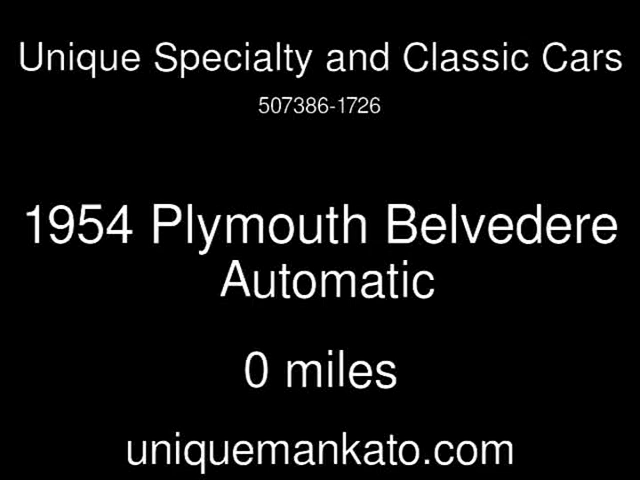 Unique Specialty and Classic Cars
507386-1726
1954 Plymouth Belvedere
Automatic
0 miles
uniquemankato.com